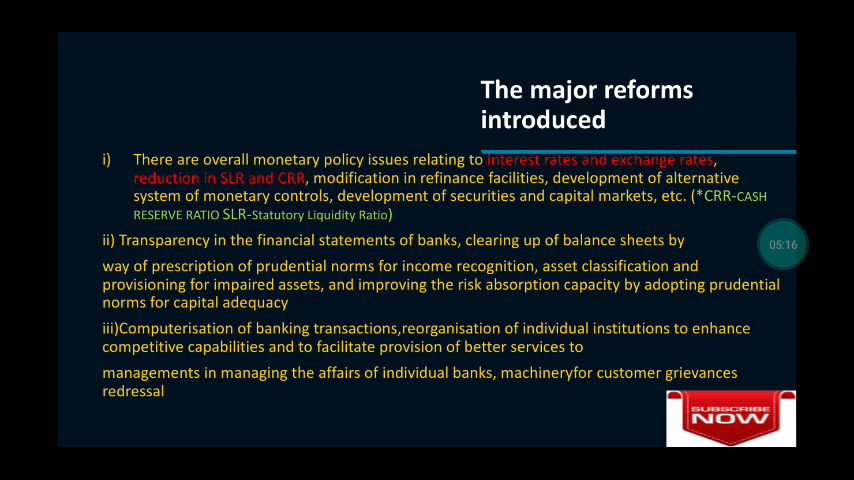 The major reforms
introduced
i) There are overall monetary policy issues relating to interest rates and exchange rates,
reduction in SLR and CRR, modification in refinance facilities, development of alternative
system of monetary controls, development of securities and capital markets, etc. (*CRR-CASH
RESERVE RATIO SLR-Statutory Liquidity Ratio)
ii) Transparency in the financial statements of banks, clearing up of balance sheets by
way of prescription of prudential norms for income recognition, asset classification and
provisioning for impaired assets, and improving the risk absorption capacity by adopting prudential
norms for capital adequacy
iii)Computerisation of banking transactions,reorganisation of individual institutions to enhance
competitive capabilities and to facilitate provision of better services to
managements in managing the affairs of individual banks, machineryfor customer grievances
redressal
05:16
SUBSCRIBE
NOW